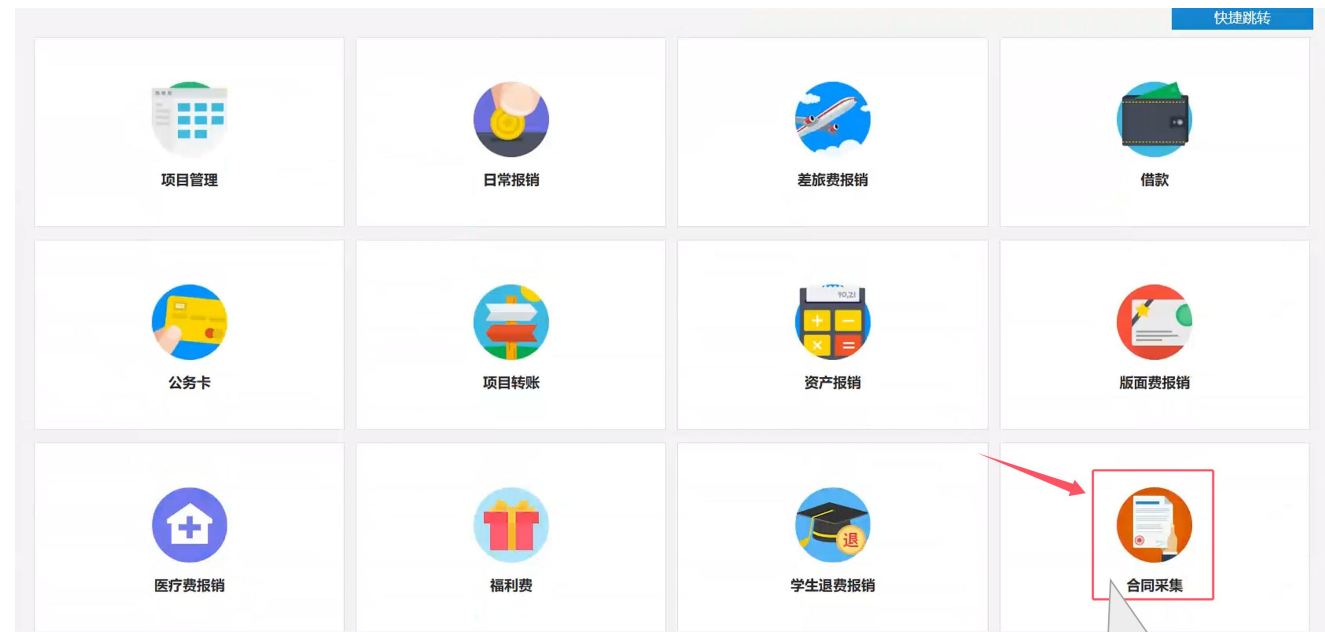 快捷跳转
项目管理
日常报销
差旅费报销
借款
公务卡
项目转账
资产报销
版面费报销
医疗费报销
福利费
退
学生退费报销
合同采集